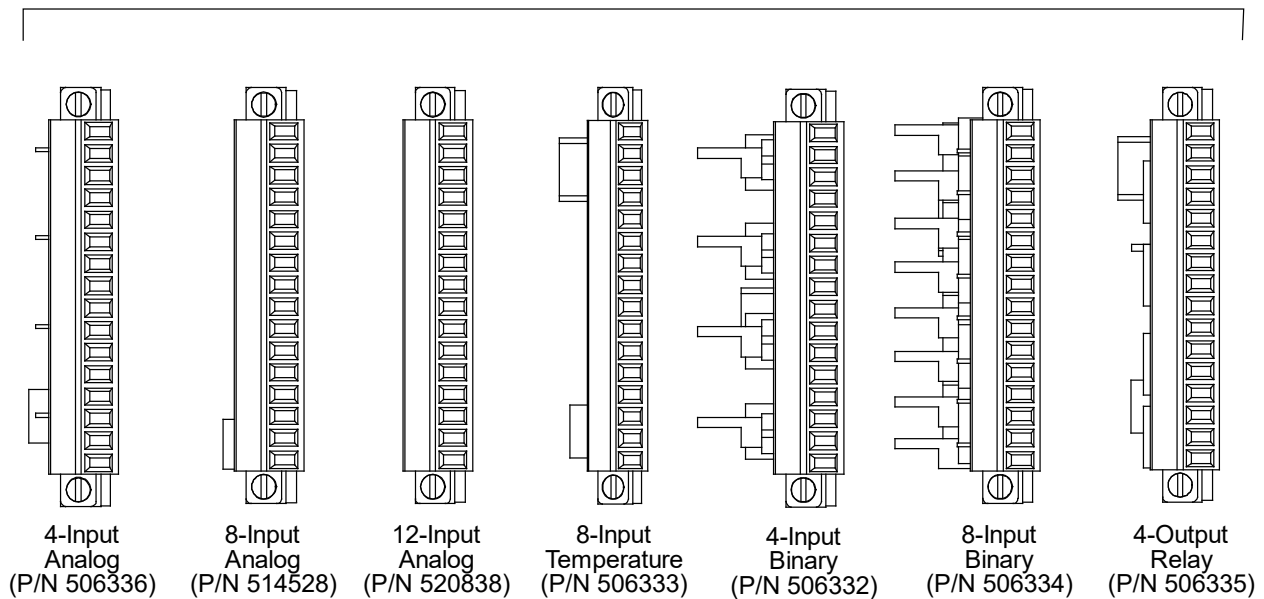 4-Input
Analog
(P/N 506336)
8-Input
Analog
(P/N 514528)
12-Input
Analog
(P/N 520838)
8-Input
Temperature
(P/N 506333)
4-Input
Binary
(P/N 506332)
8-Input
Binary
(P/N 506334)
4-Output
Relay
(P/N 506335)